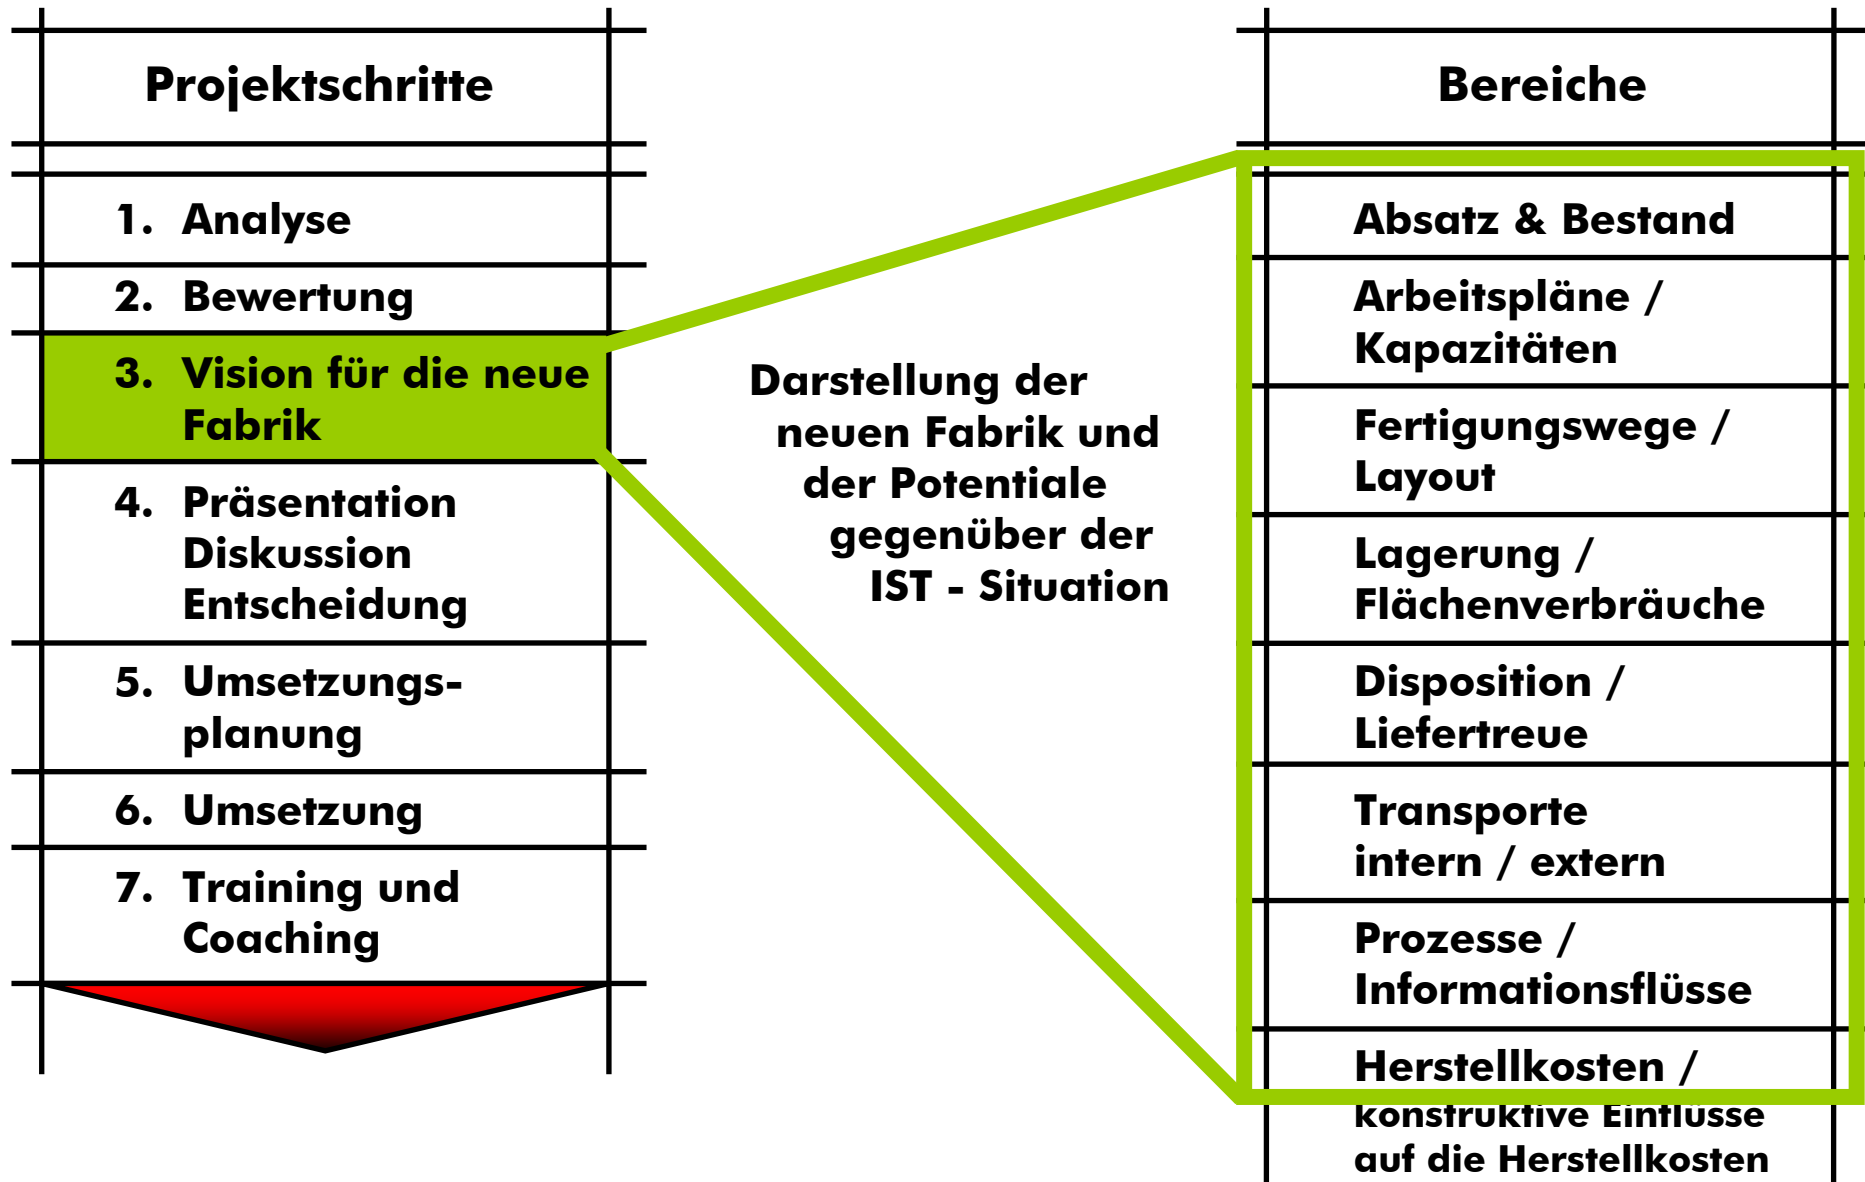 Projektschritte
1. Analyse
2. Bewertung
3. Vision für die neue
Fabrik
4. Präsentation
Diskussion
Entscheidung
5. Umsetzungs-
planung
6. Umsetzung
7. Training und
Coaching
Darstellung der
neuen Fabrik und
der Potentiale
gegenüber der
IST - Situation
Bereiche
Absatz & Bestand
Arbeitspläne /
Kapazitäten
Fertigungswege /
Layout
Lagerung /
Flächenverbräuche
Disposition /
Liefertreue
Transporte
intern / extern
Prozesse /
Informationsflüsse
Herstellkosten /
konstruktive Einflüsse
auf die Herstellkosten